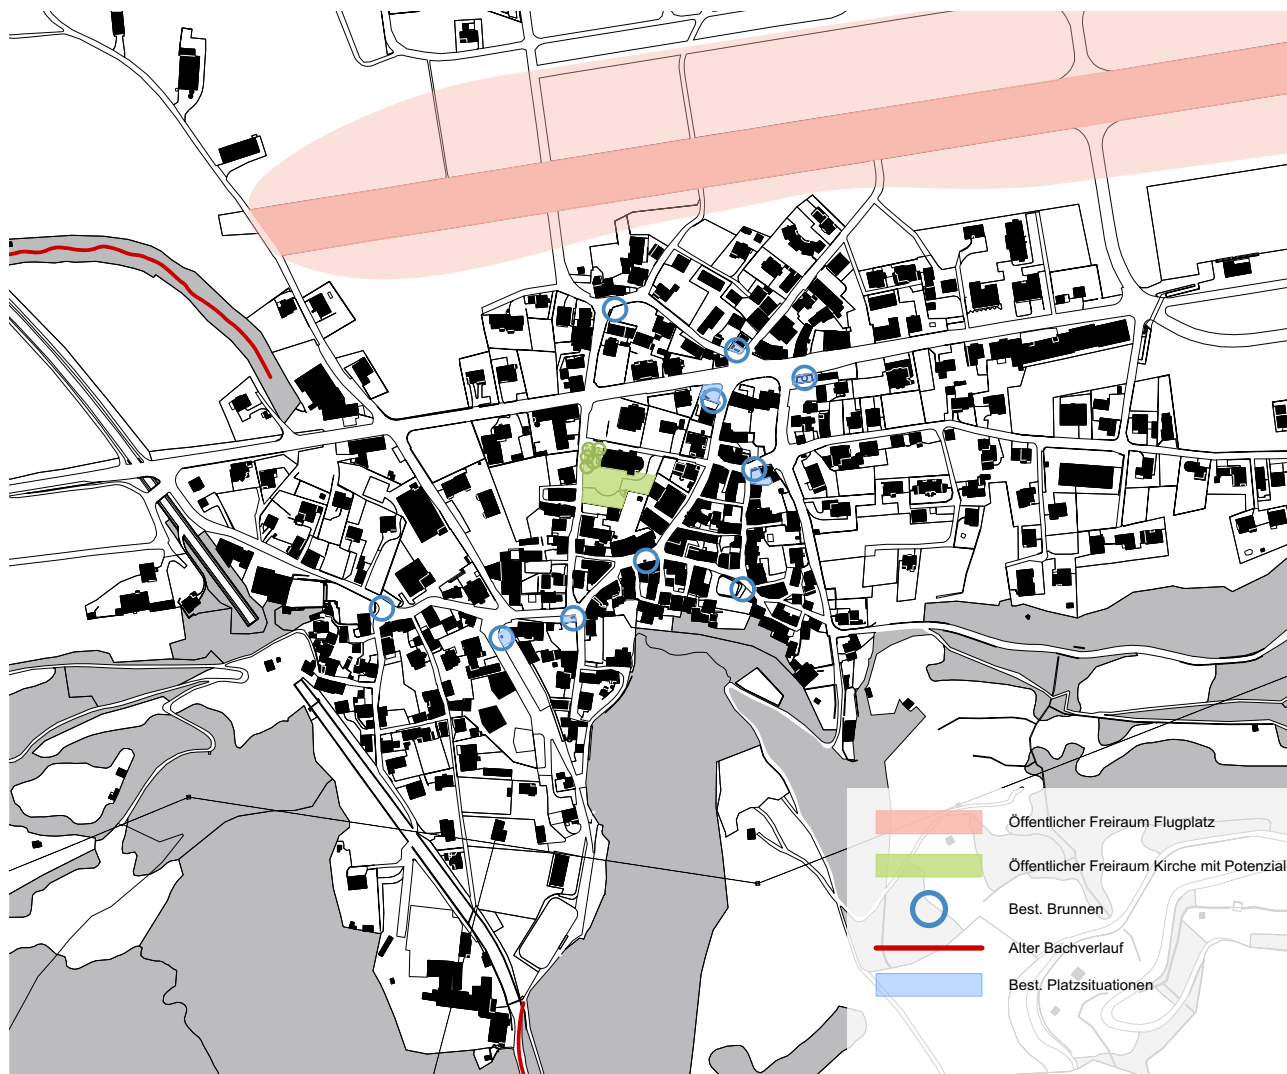 Öffentlicher Freiraum Flugplatz
Öffentlicher Freiraum Kirche mit Potenzial
Best. Brunnen
Alter Bachverlauf
Best. Platzsituationen